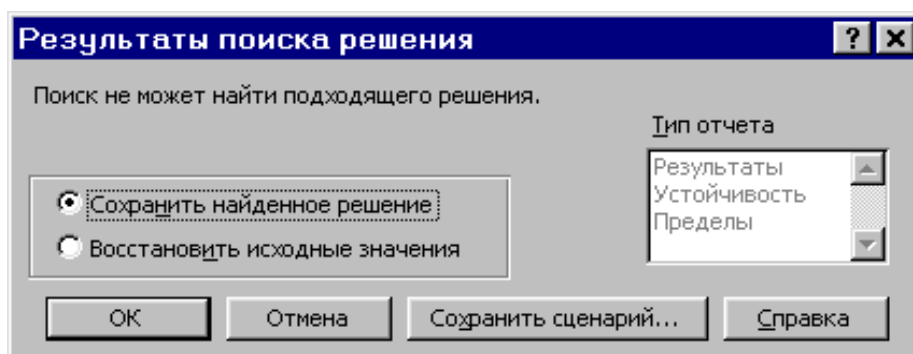 Результаты поиска решения
Поиск не может найти подходящего решения.
Тип отчета
Результаты
Устойчивость
Пределы
Сохранить найденное решение
Восстановить исходные значения
ОК
Отмена
Сохранить сценарий...
Справка